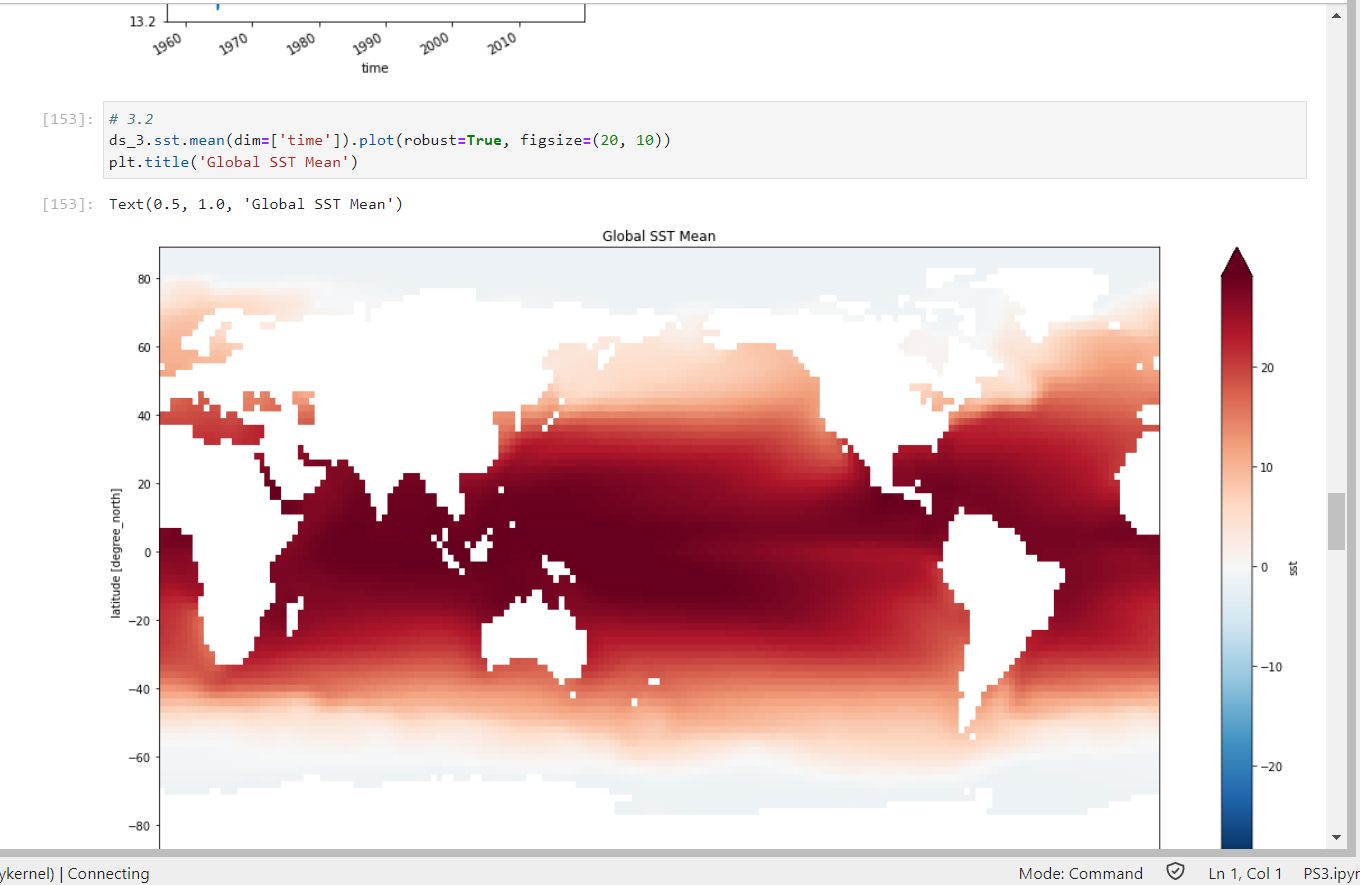 13.2
1960 1970 1980 1990 2000 2010
time
[153]: # 3.2
ds_3.sst.mean(dim=['time']).plot(robust=True, figsize=(20, 10))
plt.title('Global SST Mean')
[153]: Text(0.5, 1.0, 'Global SST Mean')
Global SST Mean
80
60
40
20
0
−20
−40
−60
−80
latitude [degree_north]
20
10
0
−10
−20
sst
ykernel) | Connecting
Mode: Command
Ln 1, Col 1
PS3.ipyr